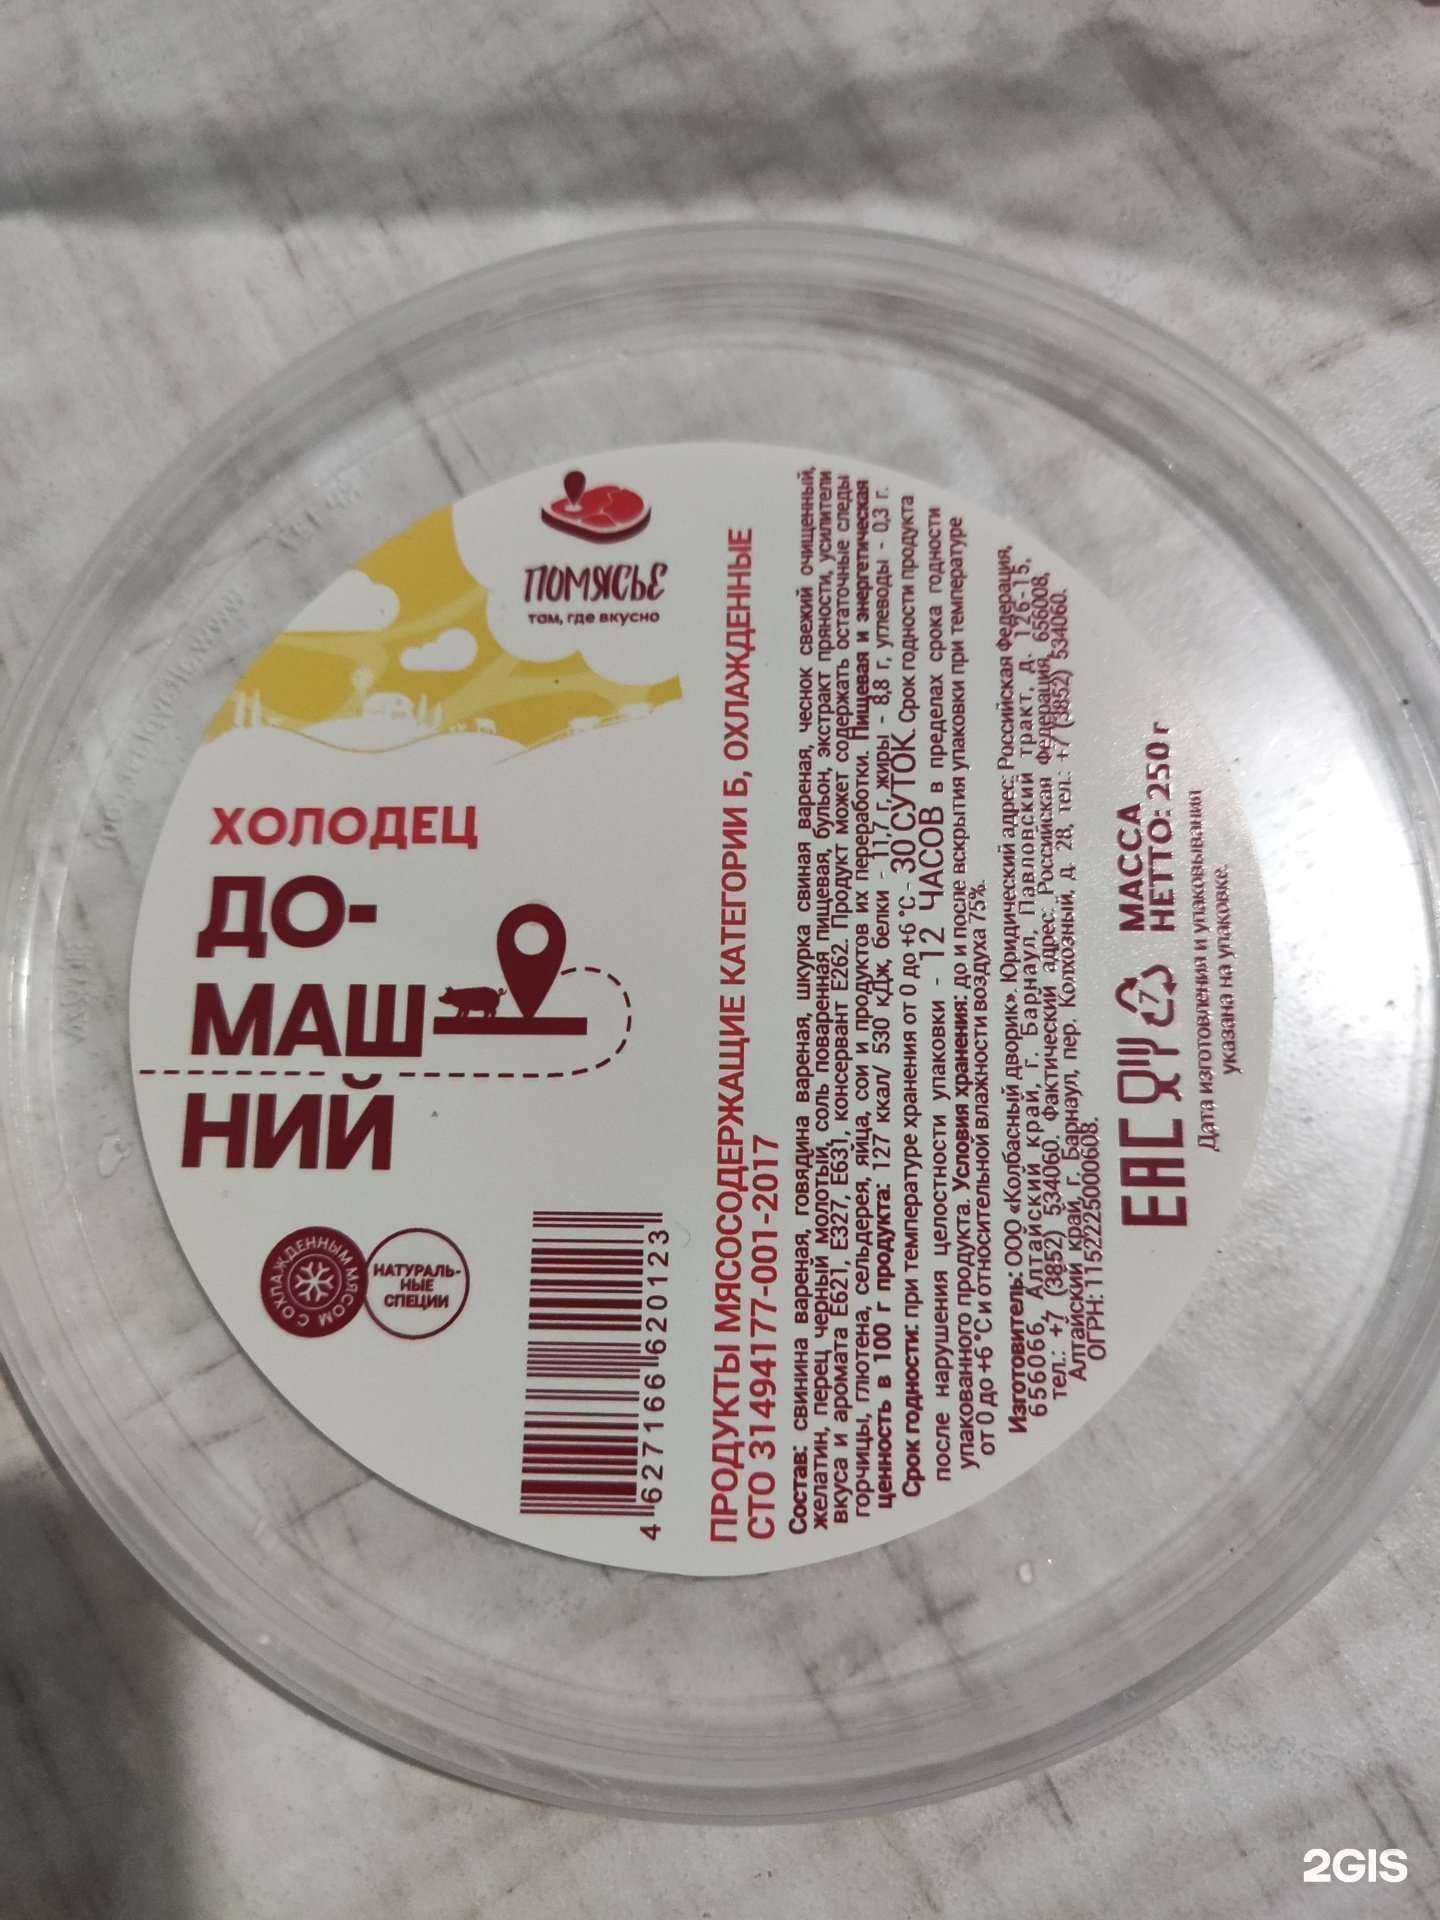 ПОМЯСЬЕ
там, где вкусно
ХОЛОДЕЦ
ДО-
МАШ
НИЙ
С ОХЛАЖДЕННЫМ МЯСОМ
НАТУРАЛЬ-
НЫЕ
СПЕЦИИ
4 627166 620123
ПРОДУКТЫ МЯСОСОДЕРЖАЩИЕ КАТЕГОРИИ Б, ОХЛАЖДЕННЫЕ
СТО 31494177-001-2017
Состав: свинина вареная, говядина вареная, шкурка свиная вареная, чеснок свежий очищенный,
желатин, перец черный молотый, соль поваренная пищевая, бульон, экстракт пряности, усилители
вкуса и аромата Е621, Е327, Е631, консервант Е262. Продукт может содержать остаточные следы
горчицы, глютена, сельдерея, яйца, сои и продуктов их переработки. Пищевая и энергетическая
ценность в 100 г продукта: 127 ккал/ 530 кДж, белки - 11,7 г, жиры - 8,8 г, углеводы - 0,3 г.
Срок годности: при температуре хранения от 0 до +6 °С - 30 СУТОК. Срок годности продукта
после нарушения целостности упаковки - 12 ЧАСОВ в пределах срока годности
упакованного продукта. Условия хранения: до и после вскрытия упаковки при температуре
от 0 до +6 °С и относительной влажности воздуха 75%.
Изготовитель: ООО «Колбасный дворик». Юридический адрес: Российская Федерация,
656066, Алтайский край, г. Барнаул, Павловский тракт, д. 126-15,
тел.: +7 (3852) 534060. Фактический адрес: Российская Федерация, 656008,
Алтайский край, г. Барнаул, пер. Колхозный, д. 28, тел.: +7 (3852) 534060.
ОГРН: 1152225000608.
ЕАС
7
МАССА
НЕТТО: 250 г
Дата изготовления и упаковывания
указана на упаковке.
2GIS